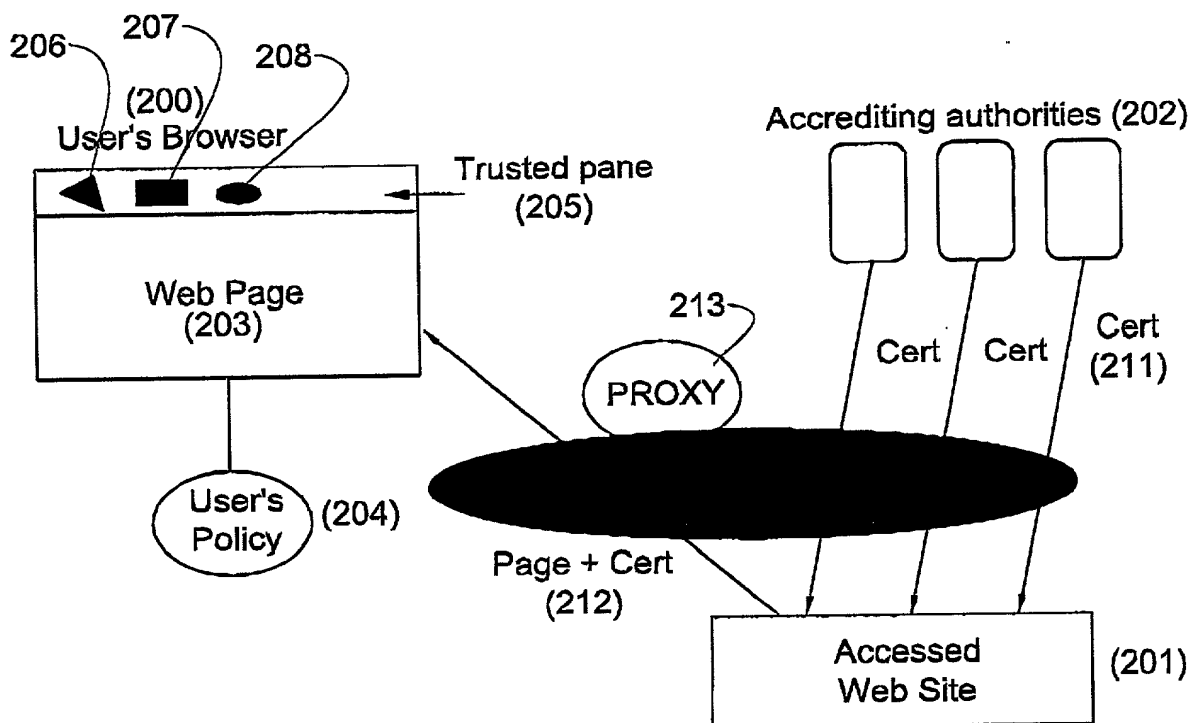 206
207
208
(200)
User's Browser
Trusted pane
(205)
Web Page
(203)
User's
Policy
(204)
Accrediting authorities (202)
213
PROXY
Cert
Cert
Cert
(211)
Page + Cert
(212)
Accessed
Web Site
(201)